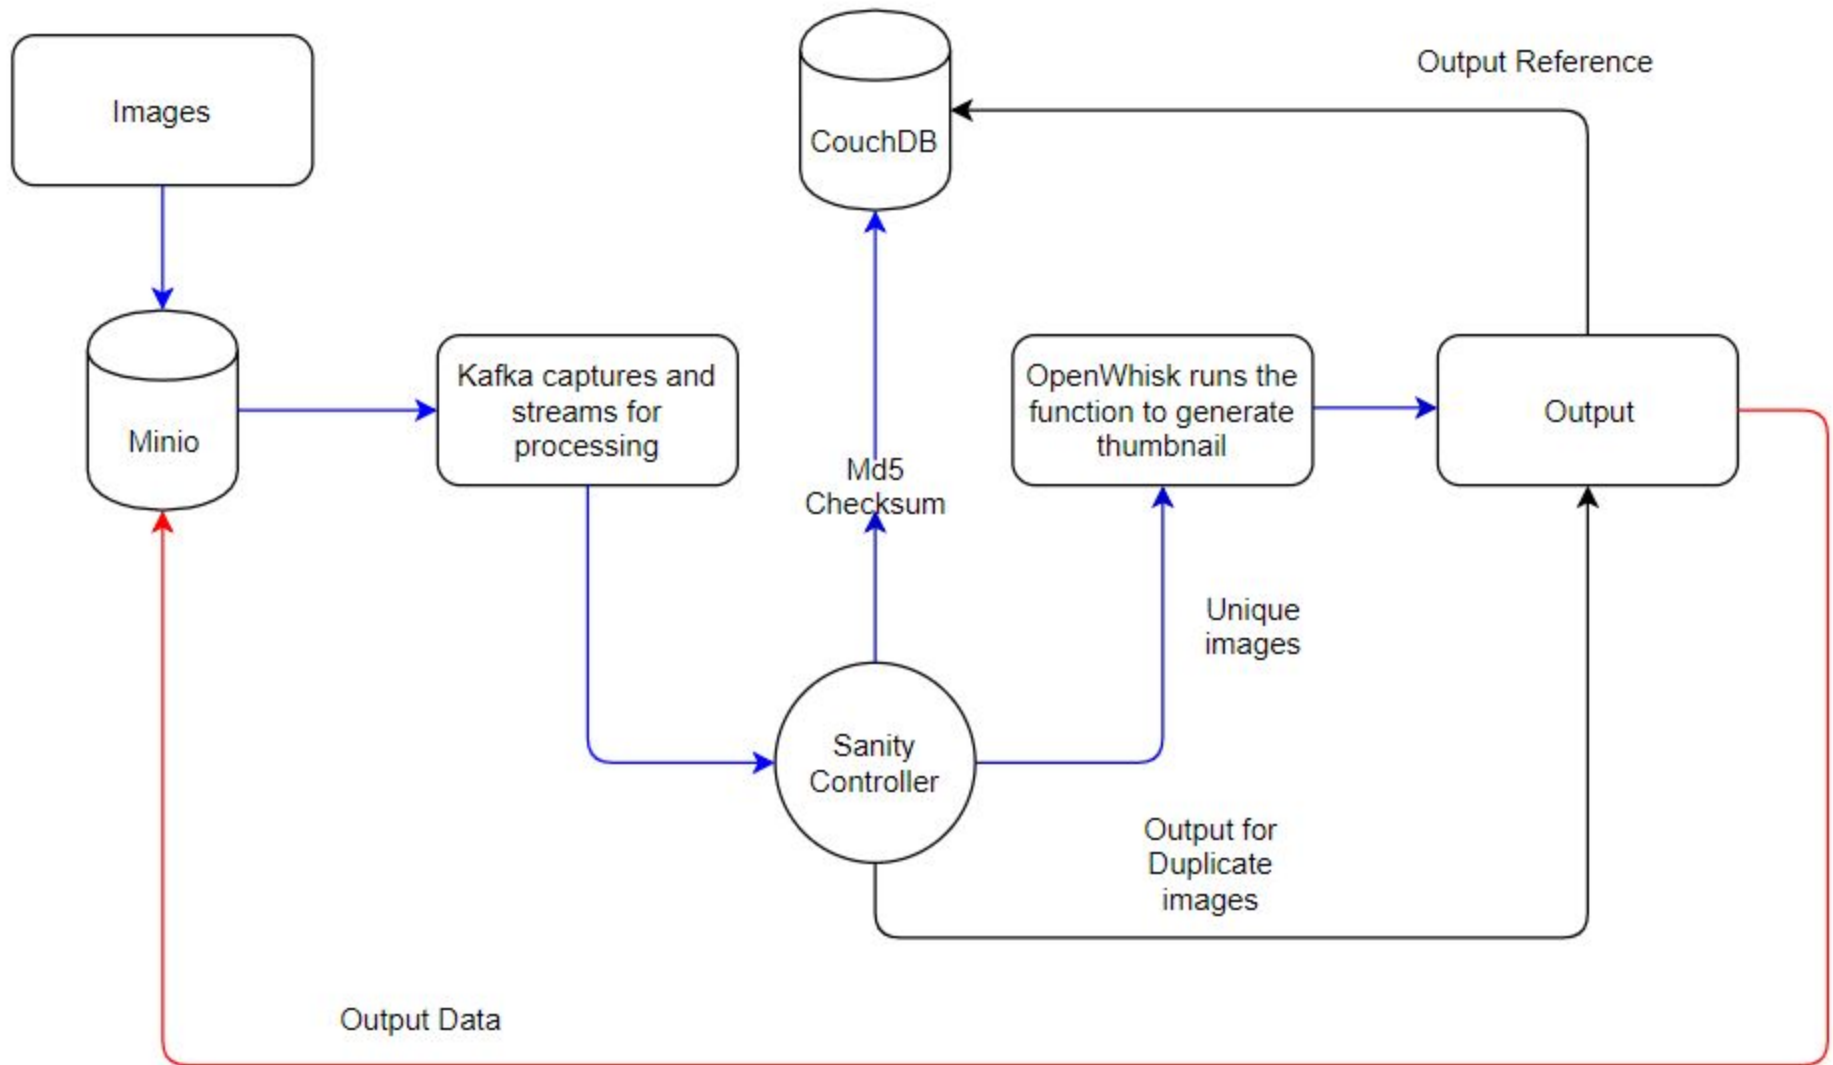 Images
CouchDB
Output Reference
Minio
Kafka captures and
streams for
processing
Md5
Checksum
OpenWhisk runs the
function to generate
thumbnail
Output
Unique
images
Sanity
Controller
Output for
Duplicate
images
Output Data